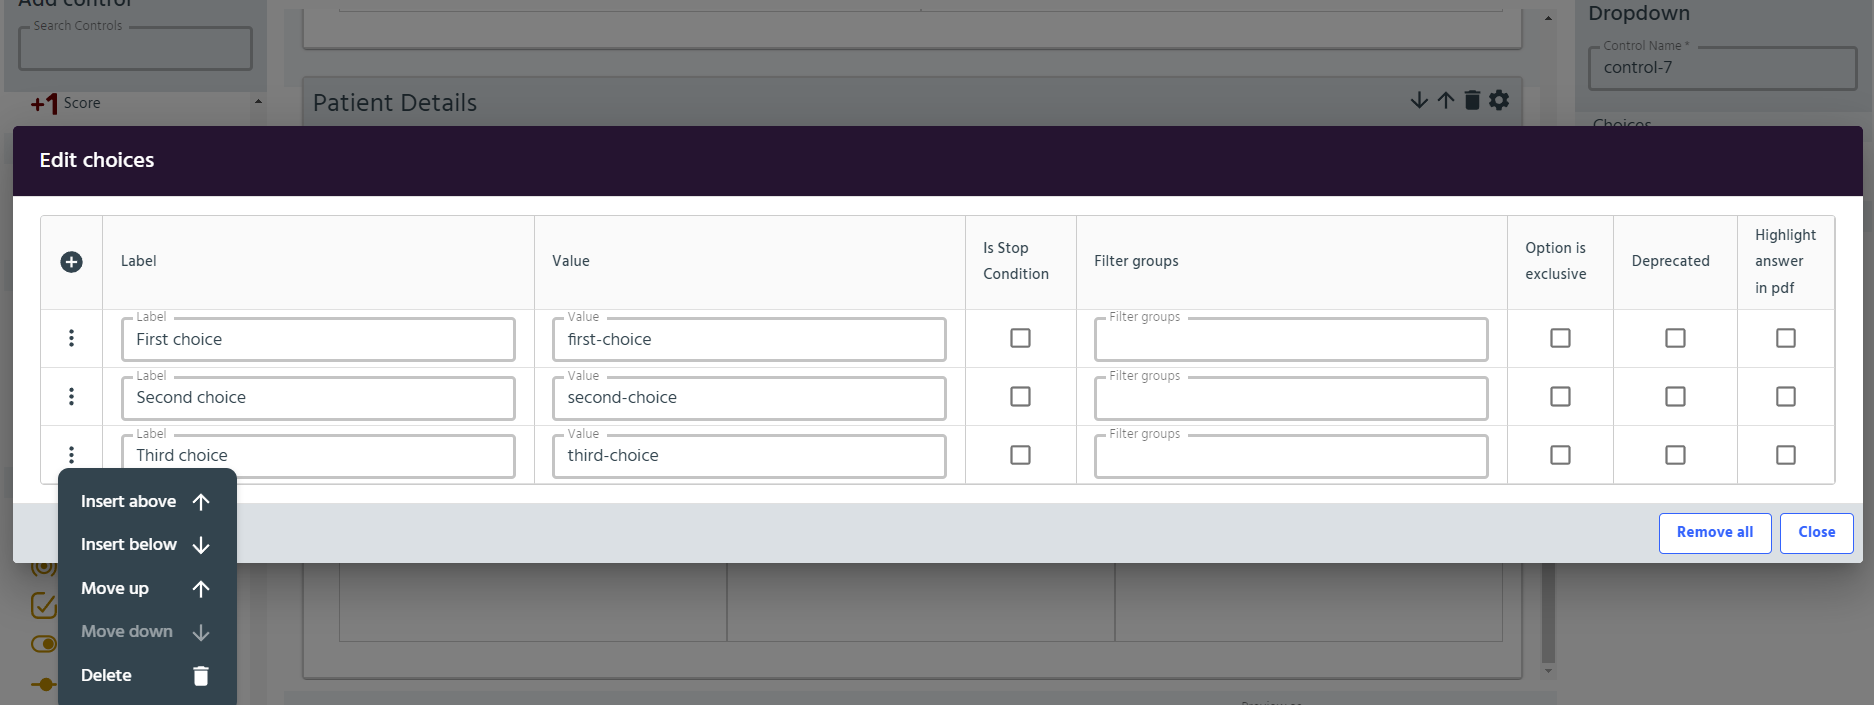 Add control
Search Controls
+1 Score
Patient Details
Dropdown
Control Name *
control-7
Choices
Edit choices
Label
Value
Is Stop
Condition
Filter groups
Option is
exclusive
Deprecated
Highlight
answer
in pdf
Label
First choice
Value
first-choice
Filter groups
Label
Second choice
Value
second-choice
Filter groups
Label
Third choice
Value
third-choice
Filter groups
Insert above
Insert below
Move up
Move down
Delete
Remove all
Close